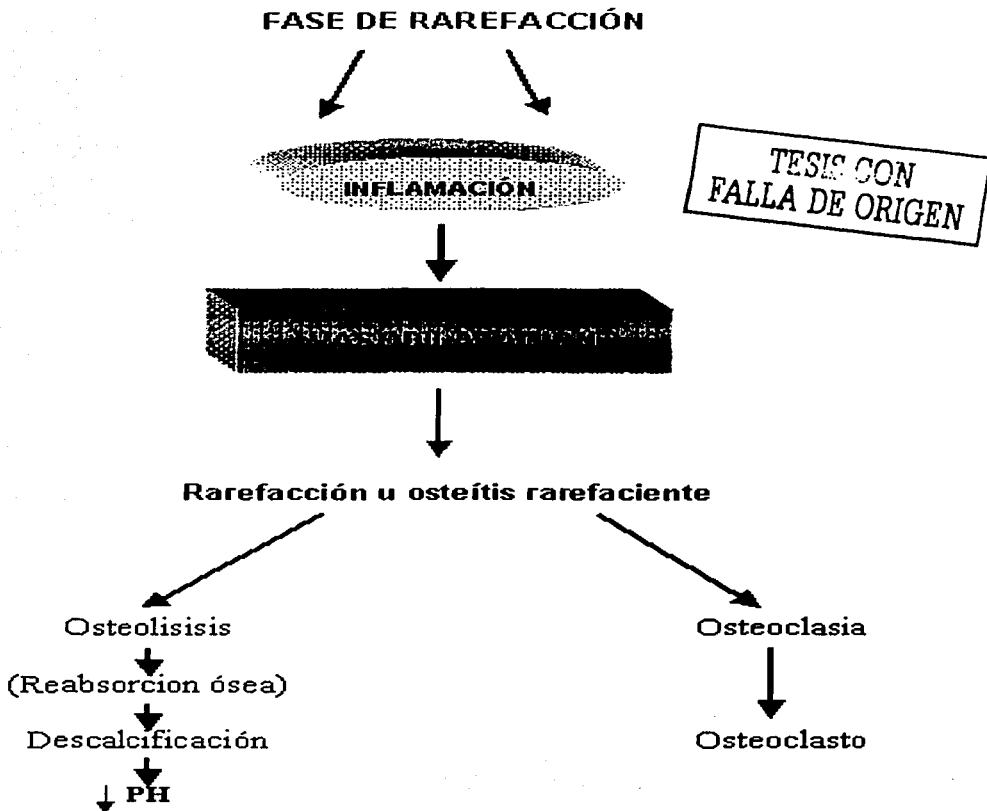 FASE DE RAREFACCIÓN
INFLAMACIÓN
TESIS CON
FALLA DE ORIGEN
Rarefacción u osteítis rarefaciente
Osteolisisis
Osteoclasia
(Reabsorcion ósea)
Descalcificación
Osteoclasto
↓ PH